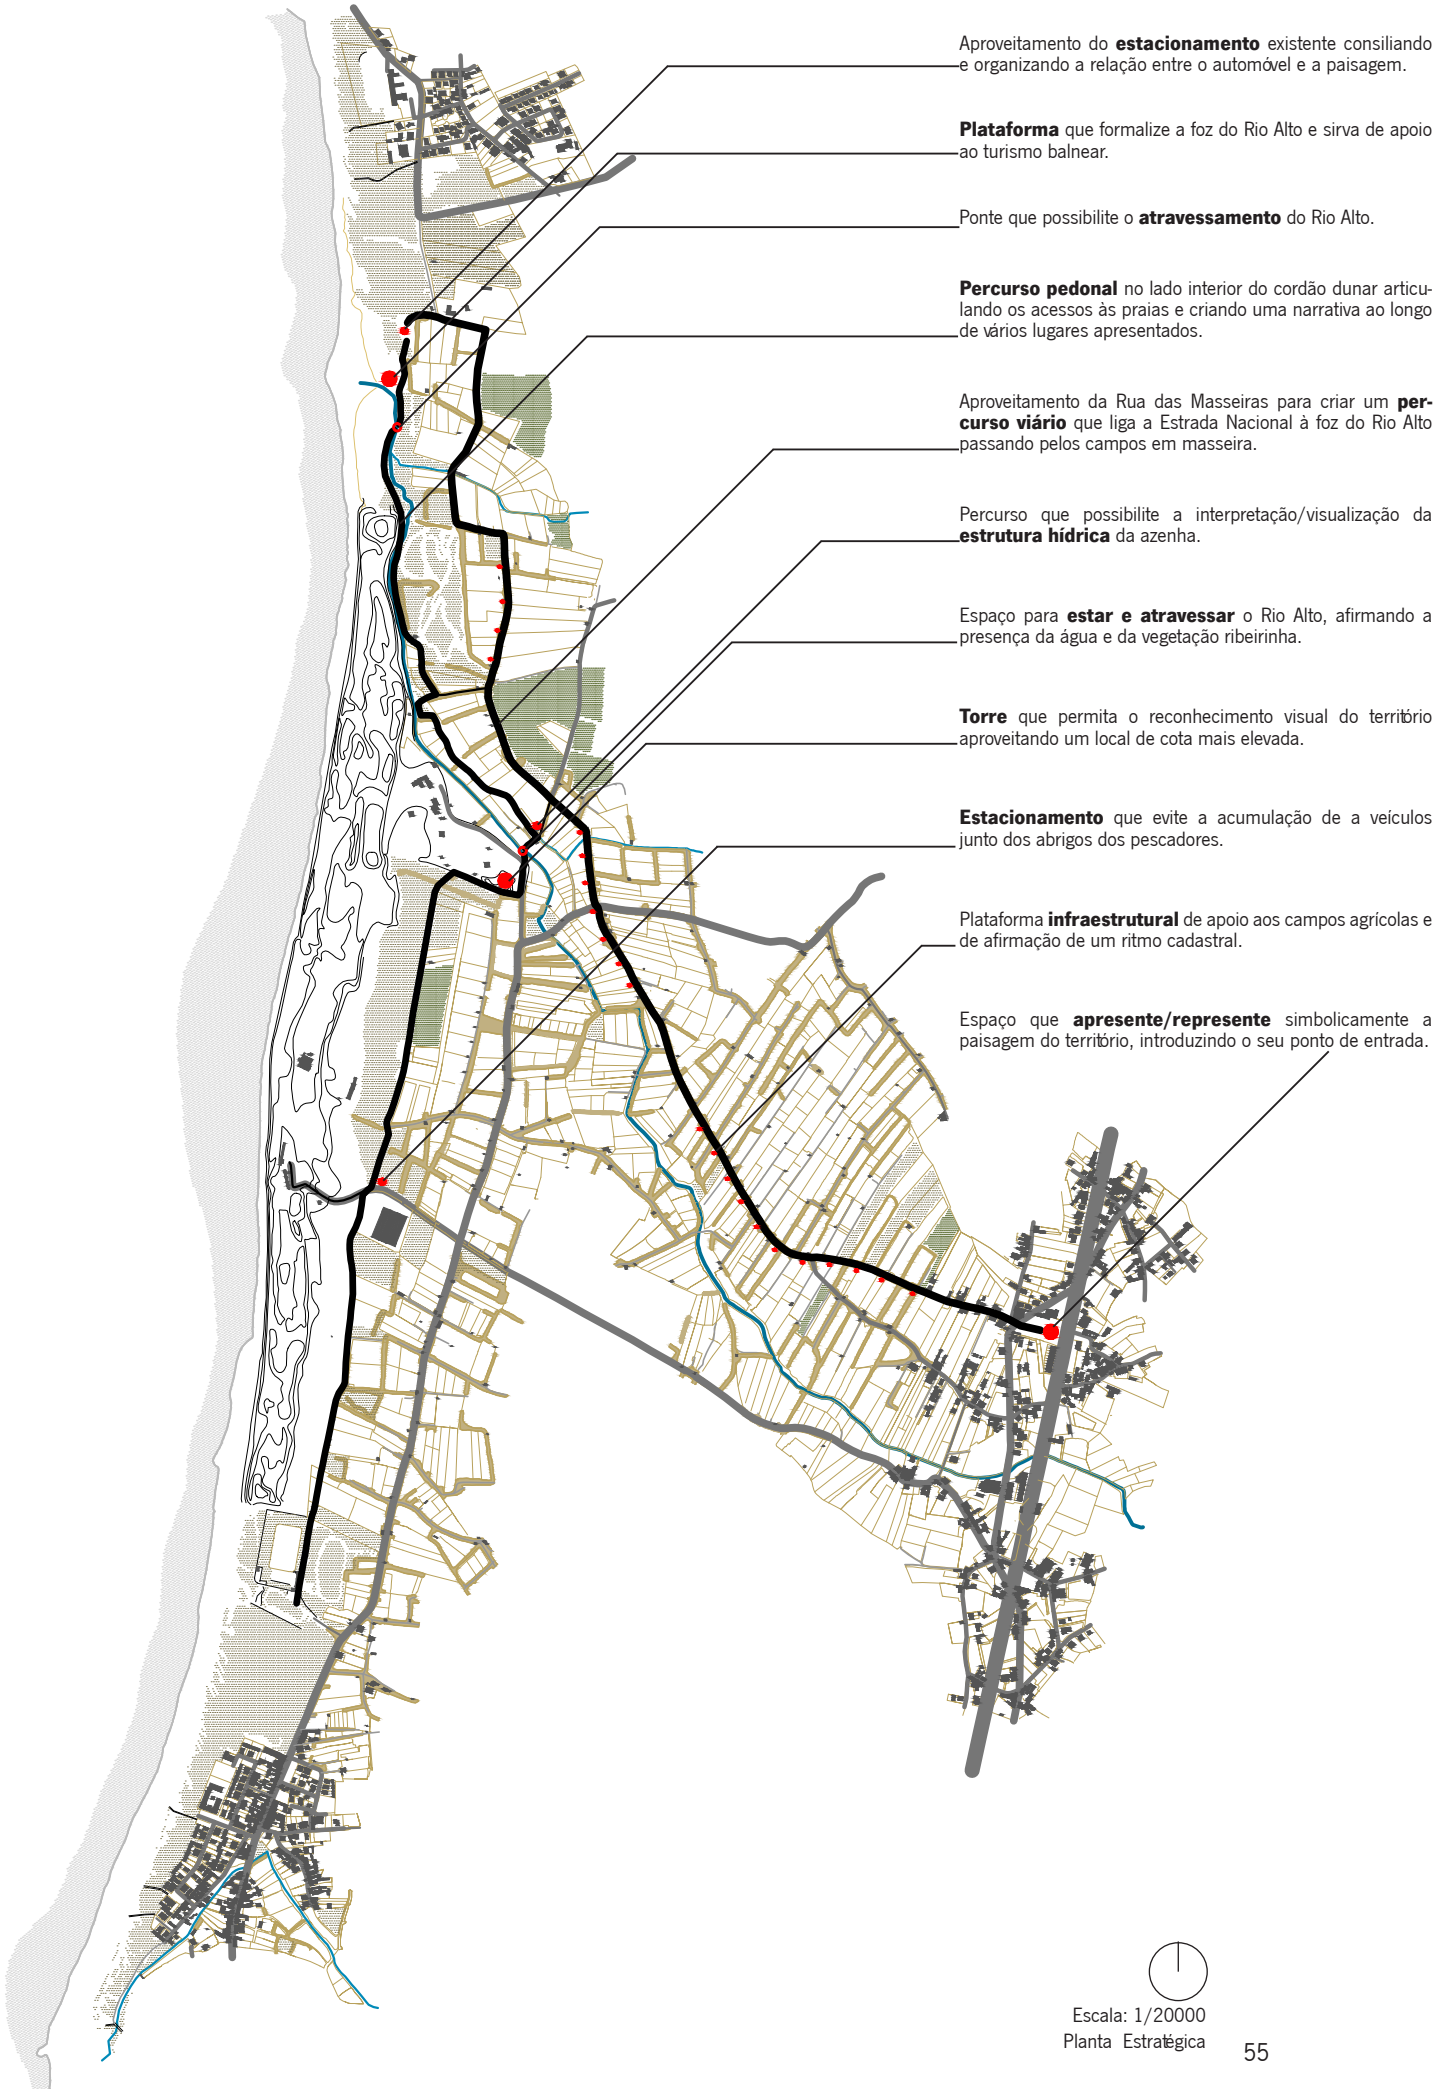 Aproveitamento do estacionamento existente consiliando
e organizando a relação entre o automóvel e a paisagem.
Plataforma que formalize a foz do Rio Alto e sirva de apoio
ao turismo balnear.
Ponte que possibilite o atravessamento do Rio Alto.
Percurso pedonal no lado interior do cordão dunar articu-
lando os acessos às praias e criando uma narrativa ao longo
de vários lugares apresentados.
Aproveitamento da Rua das Masseiras para criar um per-
curso viário que liga a Estrada Nacional à foz do Rio Alto
passando pelos campos em masseira.
Percurso que possibilite a interpretação/visualização da
estrutura hídrica da azenha.
Espaço para estar e atravessar o Rio Alto, afirmando a
presença da água e da vegetação ribeirinha.
Torre que permita o reconhecimento visual do território
aproveitando um local de cota mais elevada.
Estacionamento que evite a acumulação de a veículos
junto dos abrigos dos pescadores.
Plataforma infraestrutural de apoio aos campos agrícolas e
de afirmação de um ritmo cadastral.
Espaço que apresente/represente simbolicamente a
paisagem do território, introduzindo o seu ponto de entrada.
Escala: 1/20000
Planta Estratégica
55